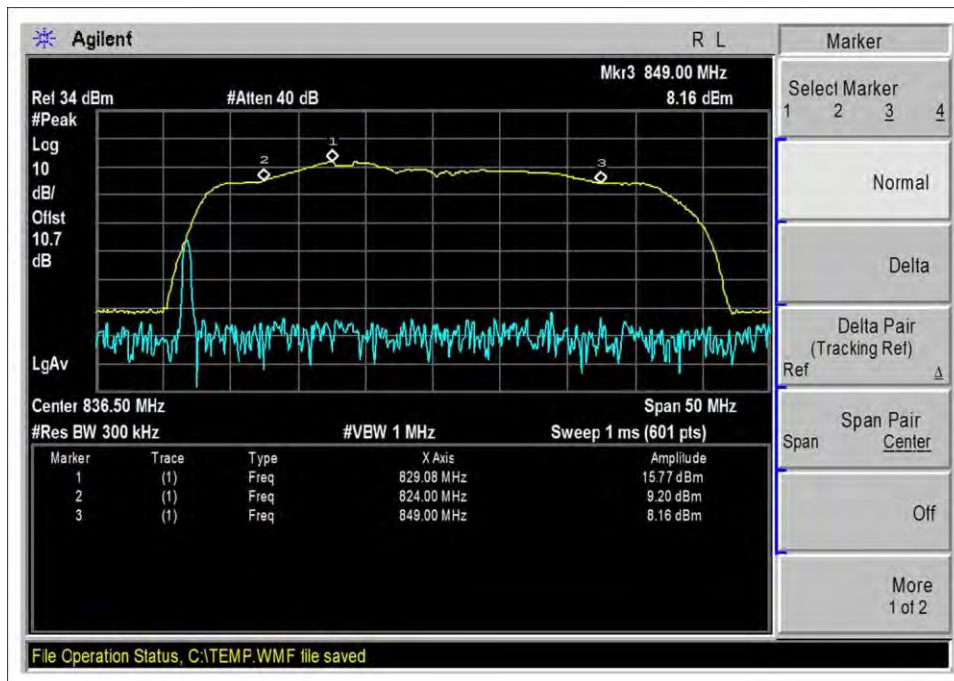 Agilent
R L
Marker
Mkr3 849.00 MHz
Ref 34 dBm #Atten 40 dB 8.16 dBm
#Peak
Log
10
dB/
Offst
10.7
dB
LgAv
1
2
3
Center 836.50 MHz Span 50 MHz
#Res BW 300 kHz #VBW 1 MHz Sweep 1 ms (601 pts)
Marker Trace Type X Axis Amplitude
1 (1) Freq 829.08 MHz 15.77 dBm
2 (1) Freq 824.00 MHz 9.20 dBm
3 (1) Freq 849.00 MHz 8.16 dBm
Select Marker
1 2 3 4
Normal
Delta
Delta Pair
(Tracking Ref)
Ref Δ
Span Pair
Span Center
Off
More
1 of 2
File Operation Status, C:\TEMP.WMF file saved